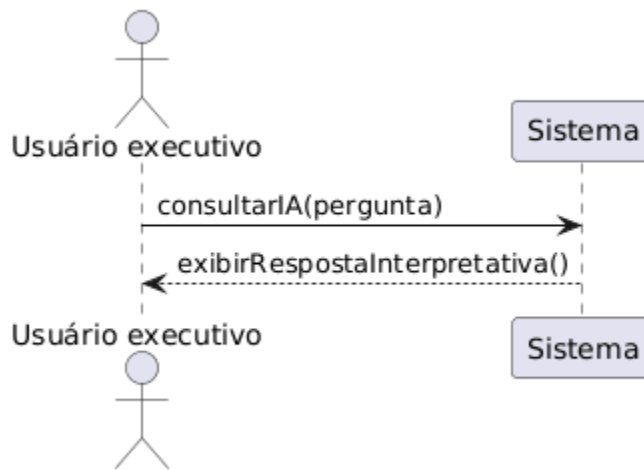 Usuário executivo
Sistema
consultarIA(pergunta)
exibirRespostaInterpretativa()
Usuário executivo
Sistema